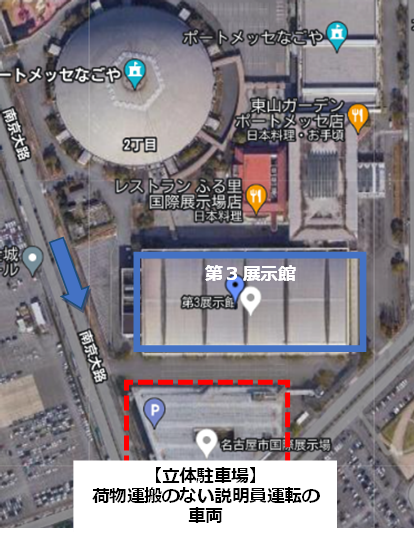 ポートメッセなごや
ートメッセなごや
東山ガーデン
ポートメッセ店
日本料理・お手頃
南京大路
2丁目
レストラン ふる里
国際展示場店
日本料理
城
ル
第３展示館
第3展示館
南京大路
P
名古屋市国際展示場
【立体駐車場】
荷物運搬のない説明員運転の
車両